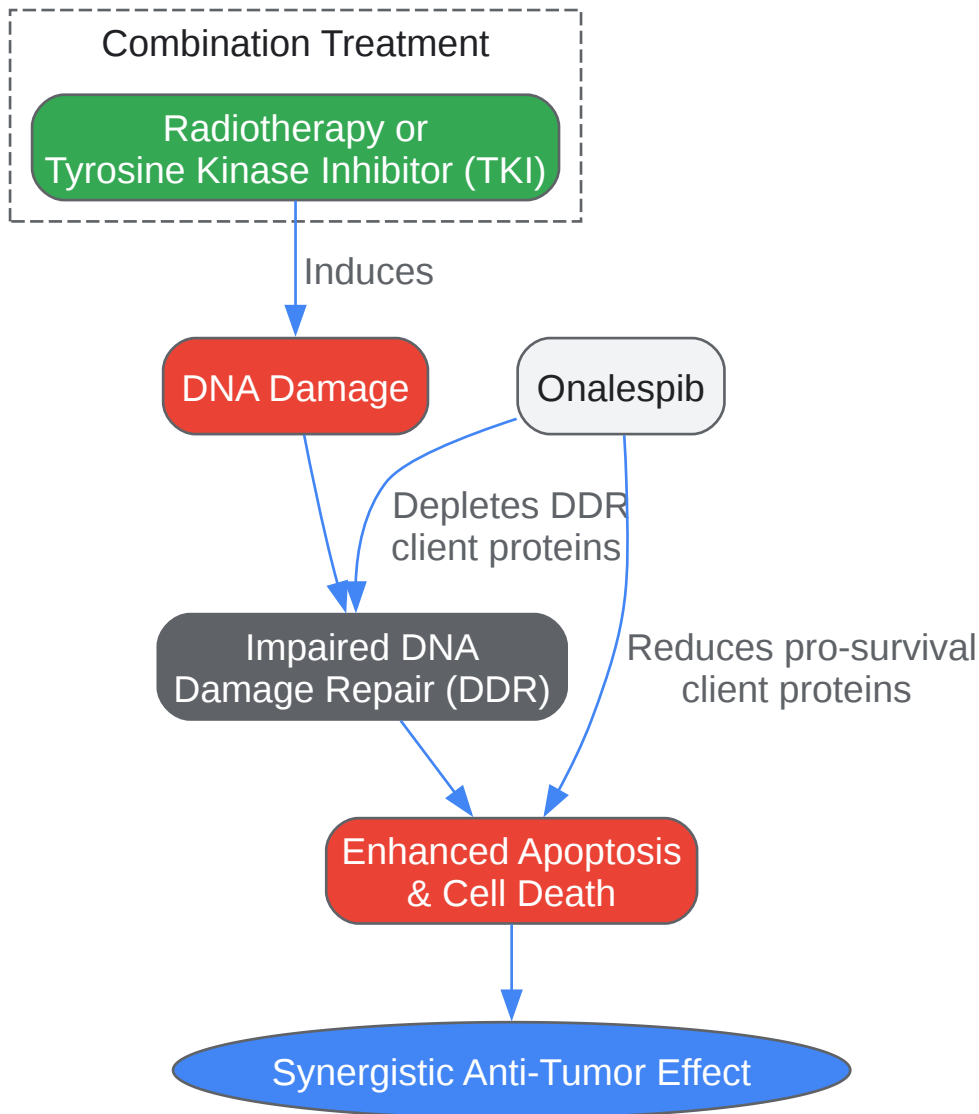 Combination Treatment
Radiotherapy or
Tyrosine Kinase Inhibitor (TKI)
Induces
DNA Damage
Onalespib
Depletes DDR
client proteins
Impaired DNA
Damage Repair (DDR)
Reduces pro-survival
client proteins
Enhanced Apoptosis
& Cell Death
Synergistic Anti-Tumor Effect